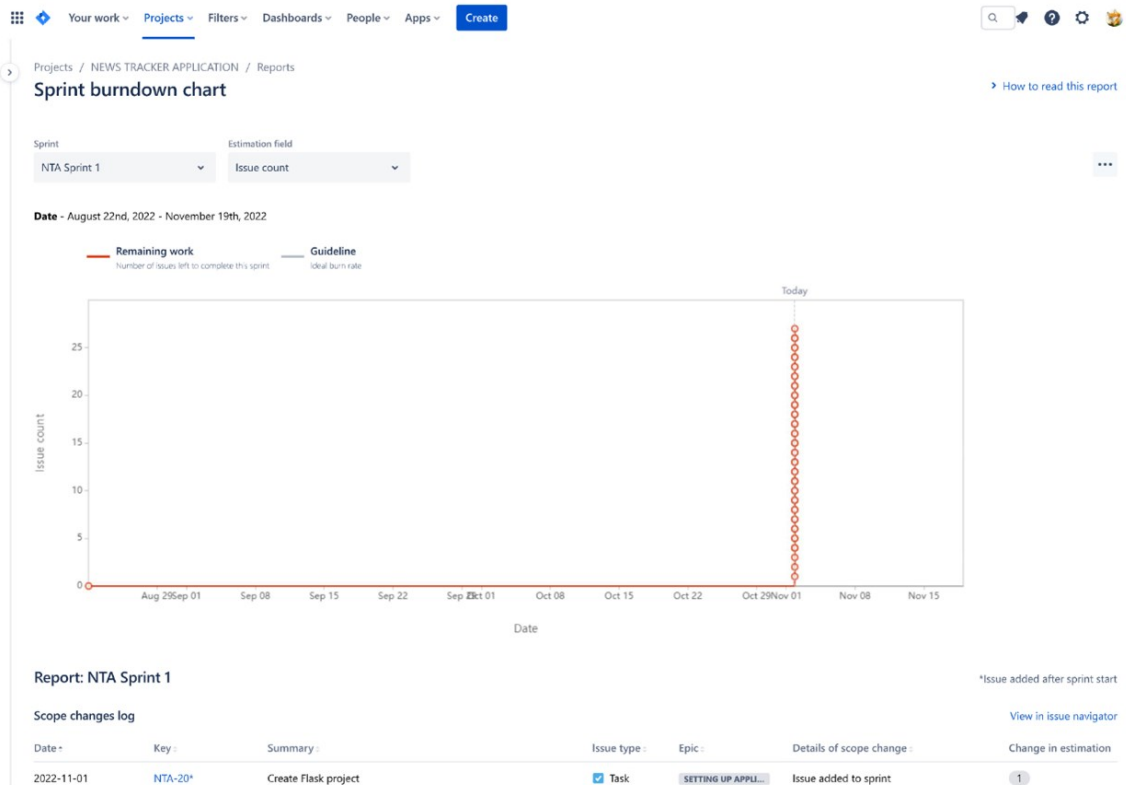 Your work Projects Filters Dashboards People Apps Create
Projects / NEWS TRACKER APPLICATION / Reports
Sprint burndown chart
How to read this report
Sprint Estimation field
NTA Sprint 1 Issue count
Date - August 22nd, 2022 - November 19th, 2022
Remaining work Guideline
Number of issues left to complete this sprint Ideal burn rate
Today
25
20
15
10
5
0
Issue count
Aug 29 Sep 01 Sep 08 Sep 15 Sep 22 Sep Oct 01 Oct 08 Oct 15 Oct 22 Oct 29 Nov 01 Nov 08 Nov 15
Date
Report: NTA Sprint 1
*Issue added after sprint start
Scope changes log
View in issue navigator
Date Key Summary Issue type Epic Details of scope change Change in estimation
2022-11-01 NTA-20* Create Flask project Task SETTING UP APPLI... Issue added to sprint 1